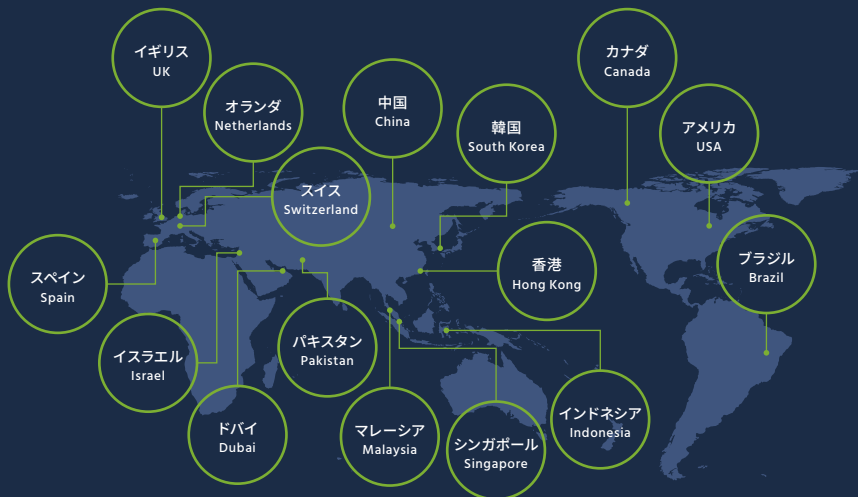 イギリス
UK
オランダ
Netherlands
スイス
Switzerland
中国
China
韓国
South Korea
カナダ
Canada
アメリカ
USA
スペイン
Spain
香港
Hong Kong
ブラジル
Brazil
イスラエル
Israel
パキスタン
Pakistan
ドバイ
Dubai
マレーシア
Malaysia
シンガポール
Singapore
インドネシア
Indonesia